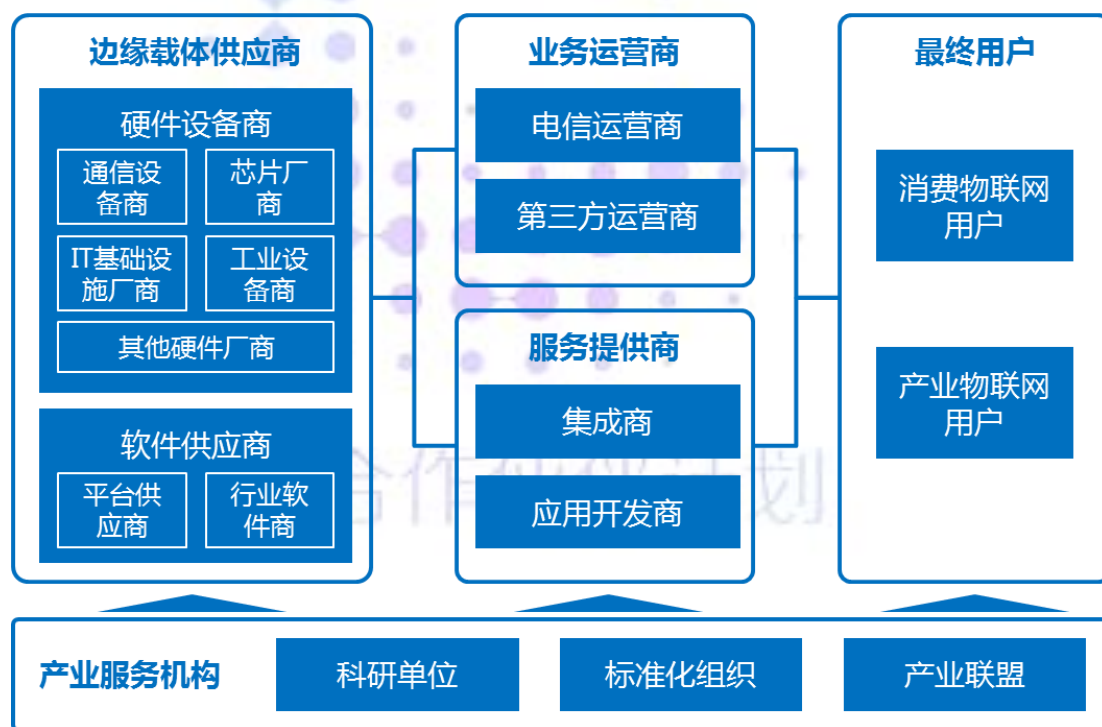 边缘载体供应商
硬件设备商
通信设
备商
芯片厂
商
IT基础设
施厂商
工业设
备商
其他硬件厂商
软件供应商
平台供
应商
行业软
件商
业务运营商
电信运营商
第三方运营商
服务提供商
集成商
应用开发商
最终用户
消费物联网
用户
产业物联网
用户
产业服务机构
科研单位
标准化组织
产业联盟
合作伙伴计划